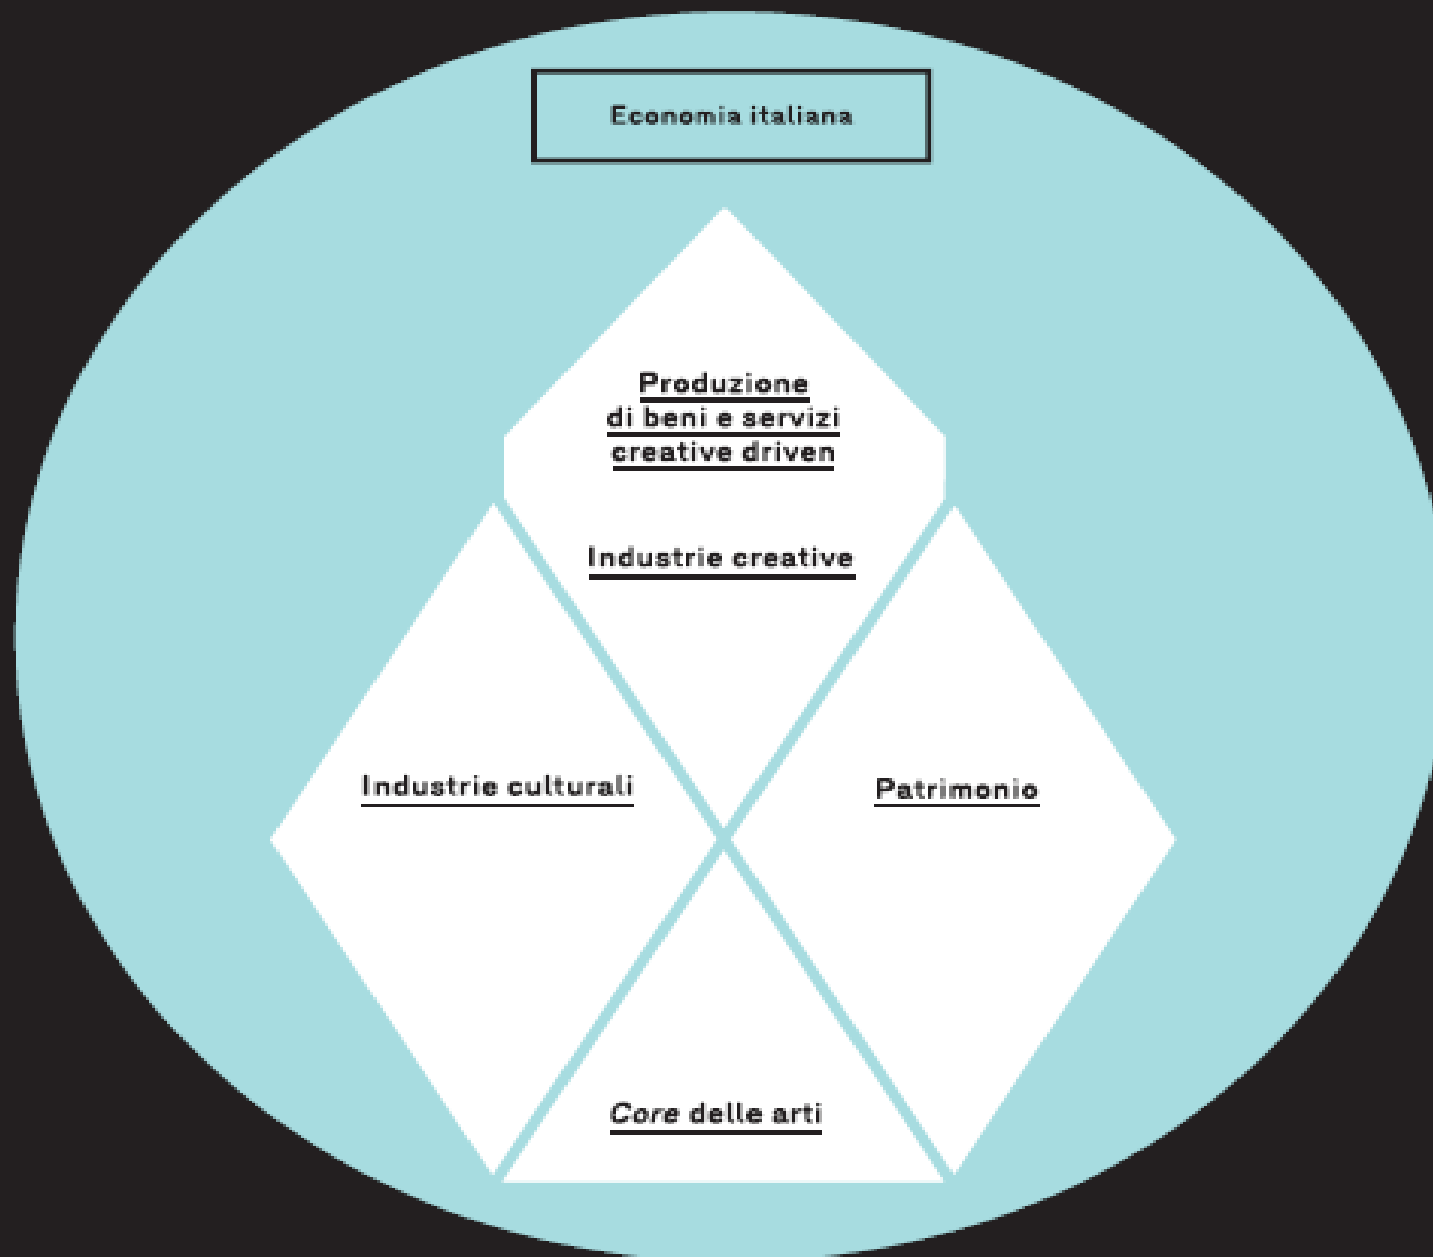 Economia italiana
Produzione
di beni e servizi
creative driven
Industrie creative
Industrie culturali
Patrimonio
Core delle arti